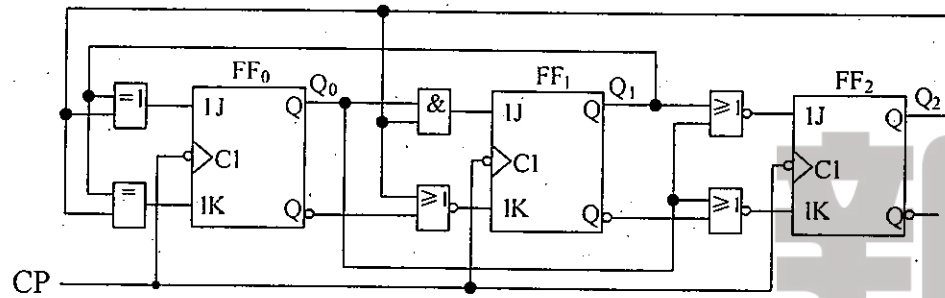 FF₀ Q₀ FF₁ Q₁ FF₂ Q₂
=1 1J Q & 1J Q ≥1 1J Q
C1 C1 C1
= 1K Q ≥1 1K Q ≥1 1K Q
CP